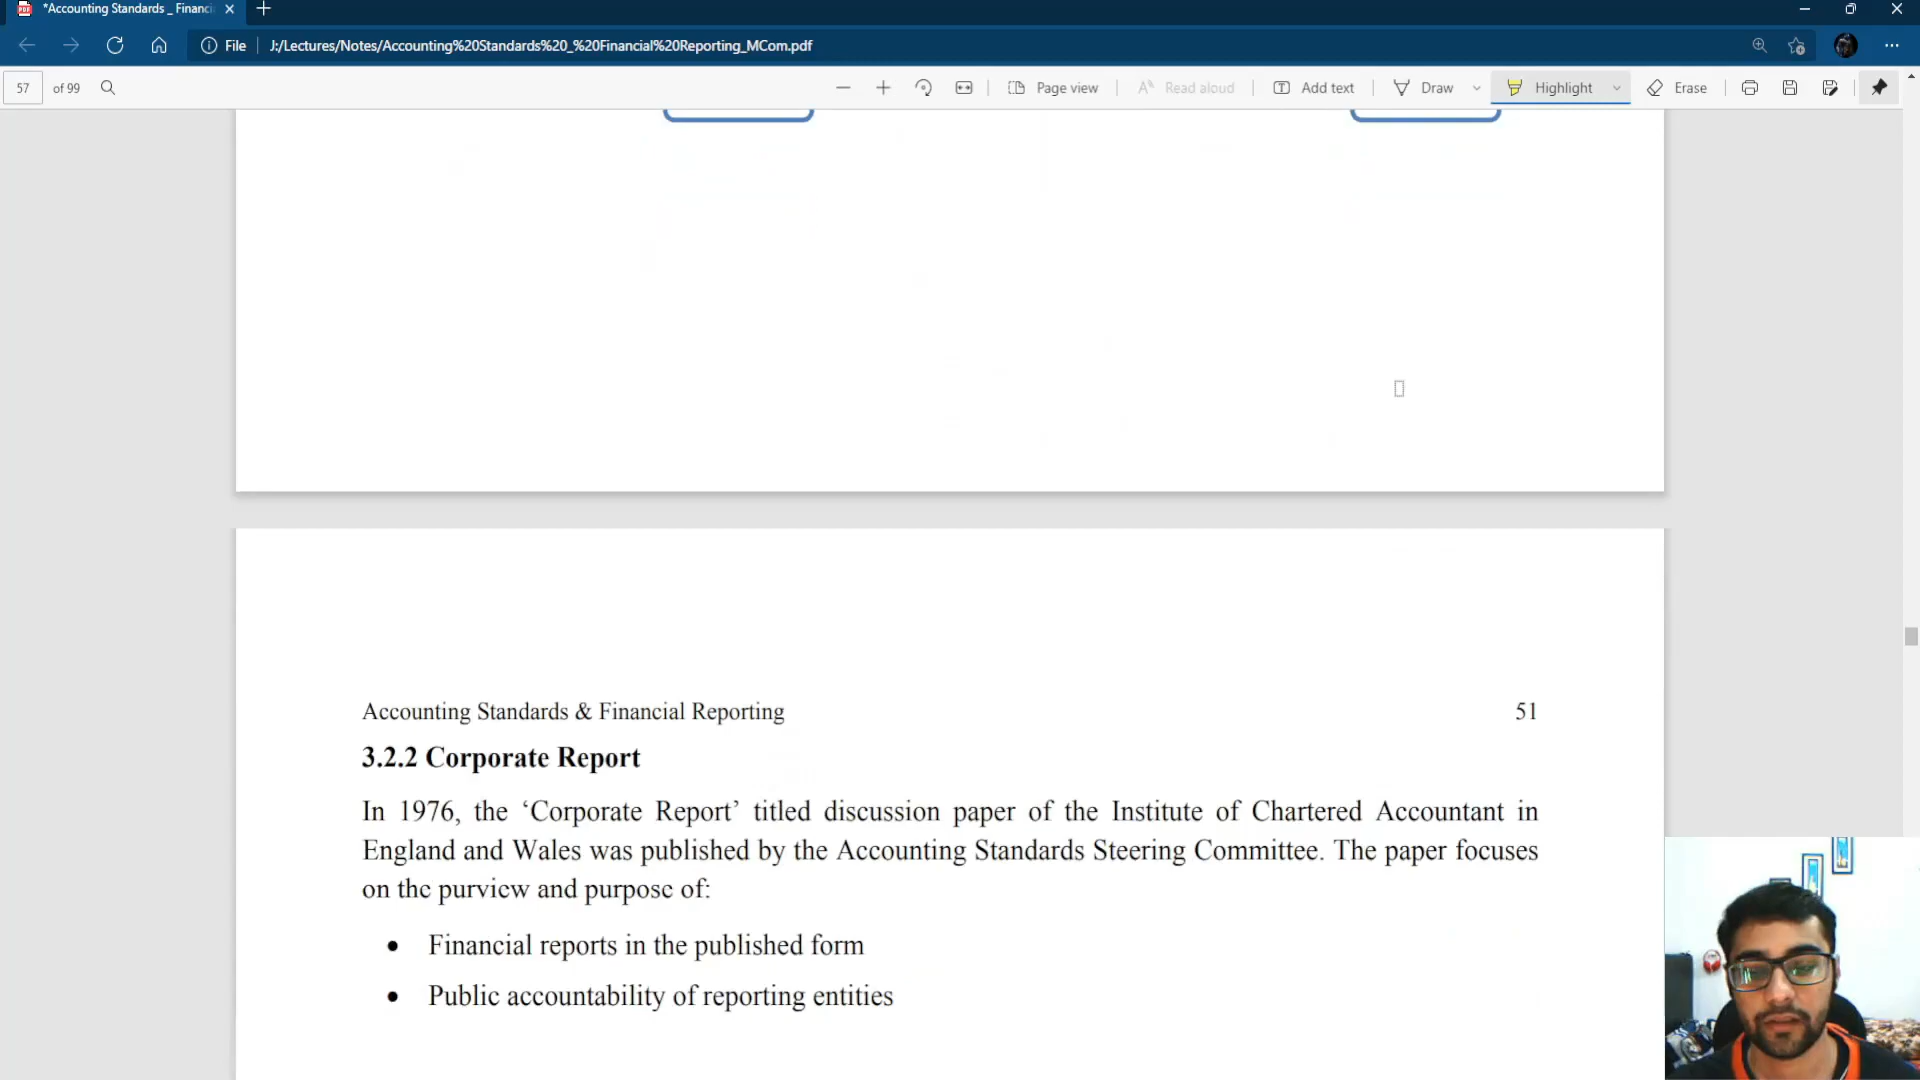 *Accounting Standards _ Financi
File
J:/Lectures/Notes/Accounting%20Standards%20_%20Financial%20Reporting_MCom.pdf
57 of 99
Page view
Read aloud
Add text
Draw
Highlight
Erase
Accounting Standards & Financial Reporting 51
3.2.2 Corporate Report
In 1976, the ‘Corporate Report’ titled discussion paper of the Institute of Chartered Accountant in
England and Wales was published by the Accounting Standards Steering Committee. The paper focuses
on the purview and purpose of:
• Financial reports in the published form
• Public accountability of reporting entities